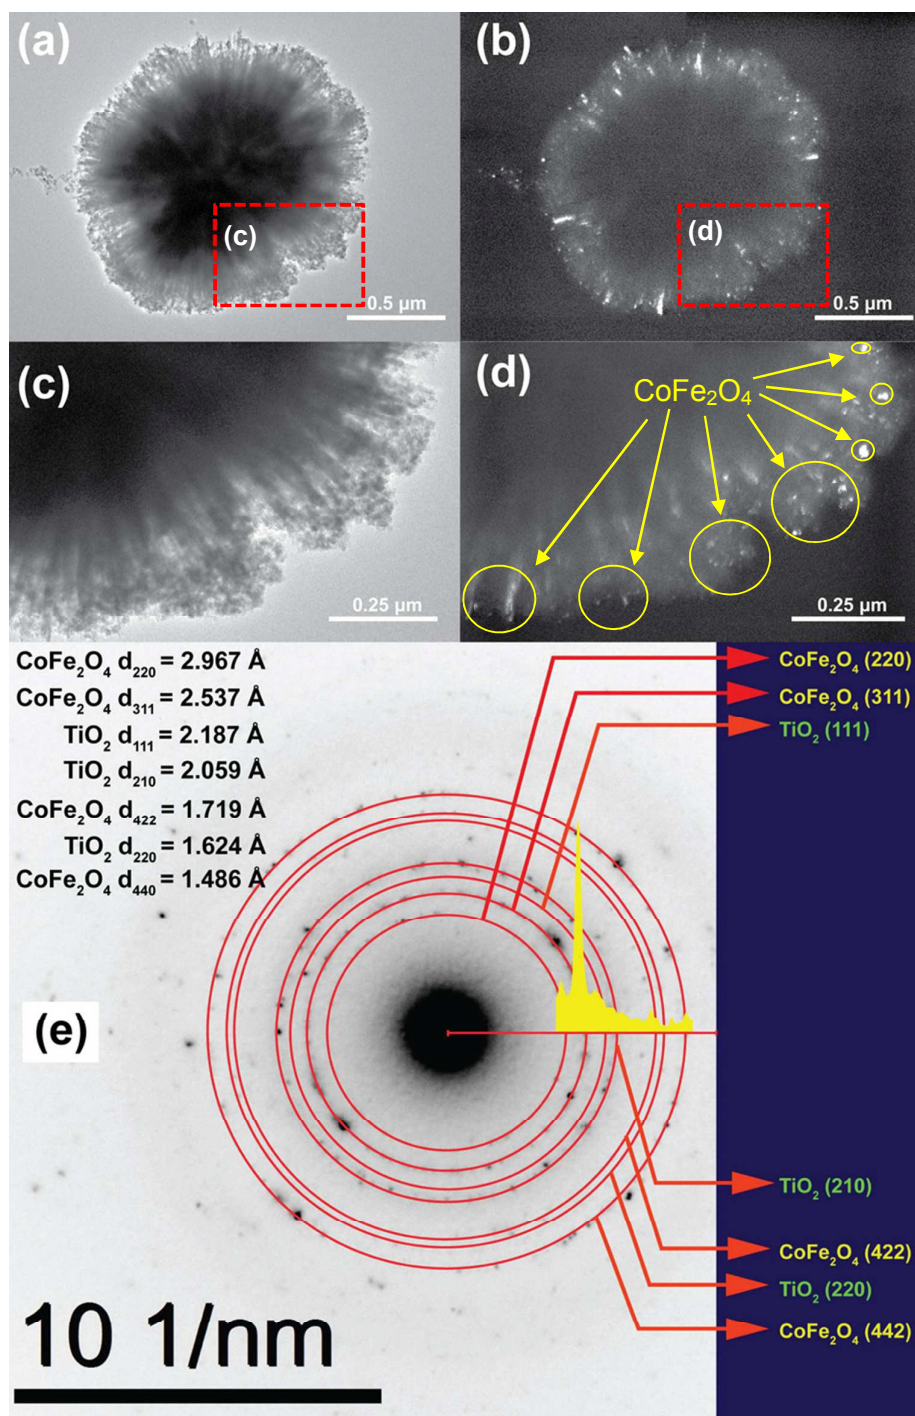 (a)
(c)
0.5 µm
(b)
(d)
0.5 µm
(c)
0.25 µm
(d)
CoFe₂O₄
0.25 µm
CoFe₂O₄ d₂₂₀ = 2.967 Å
CoFe₂O₄ d₃₁₁ = 2.537 Å
TiO₂ d₁₁₁ = 2.187 Å
TiO₂ d₂₁₀ = 2.059 Å
CoFe₂O₄ d₄₂₂ = 1.719 Å
TiO₂ d₂₂₀ = 1.624 Å
CoFe₂O₄ d₄₄₀ = 1.486 Å
CoFe₂O₄ (220)
CoFe₂O₄ (311)
TiO₂ (111)
(e)
TiO₂ (210)
CoFe₂O₄ (422)
TiO₂ (220)
CoFe₂O₄ (442)
10 1/nm